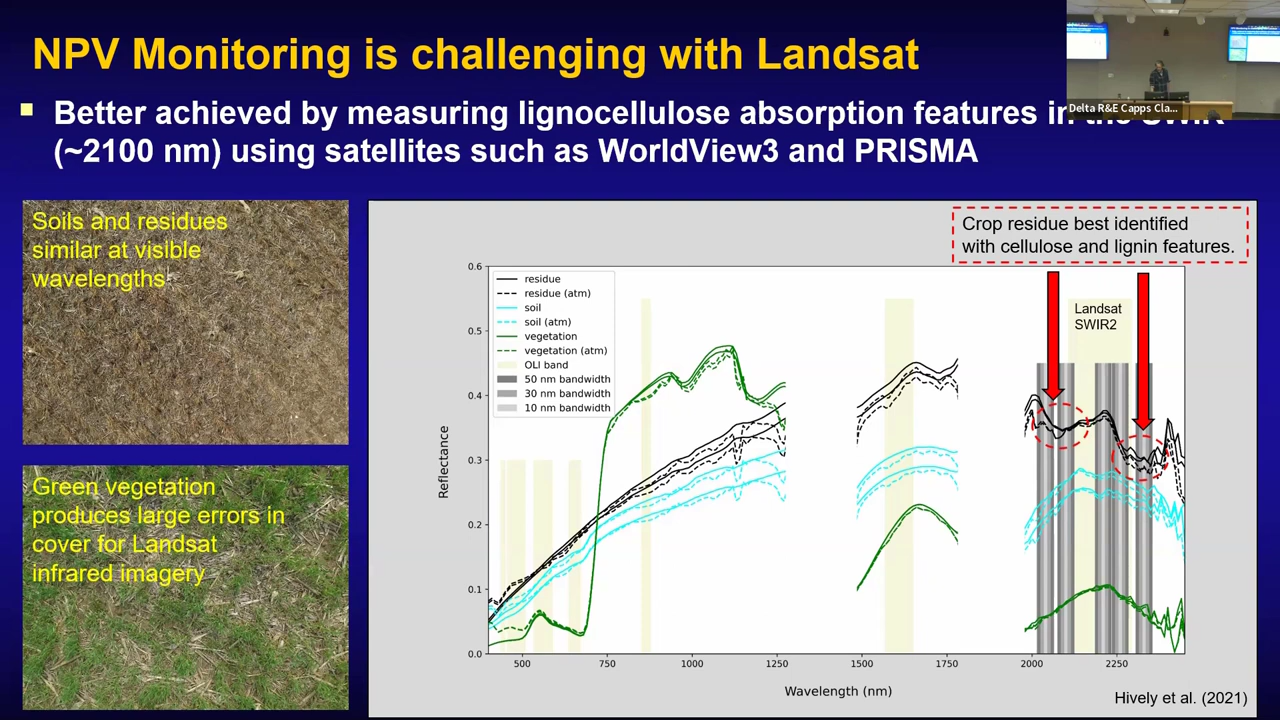 NPV Monitoring is challenging with Landsat
Better achieved by measuring lignocellulose absorption features in the SWIR
(~2100 nm) using satellites such as WorldView3 and PRISMA
Delta R&E Capps Cla...
Soils and residues
similar at visible
wavelengths
Green vegetation
produces large errors in
cover for Landsat
infrared imagery
Crop residue best identified
with cellulose and lignin features.
residue
residue (atm)
soil
soil (atm)
vegetation
vegetation (atm)
OLI band
50 nm bandwidth
30 nm bandwidth
10 nm bandwidth
Landsat
SWIR2
Reflectance
0.6
0.5
0.4
0.3
0.2
0.1
0.0
500 750 1000 1250 1500 1750 2000 2250
Wavelength (nm)
Hively et al. (2021)